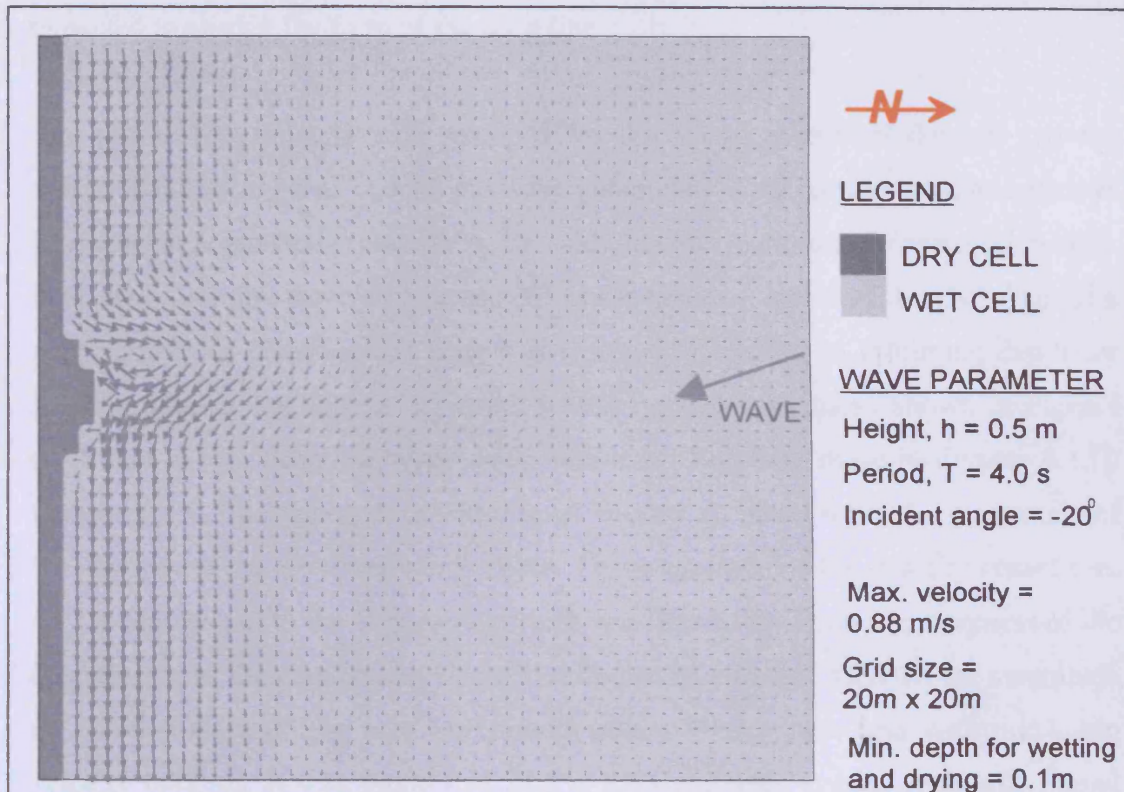 N
LEGEND
DRY CELL
WET CELL
WAVE
WAVE PARAMETER
Height, h = 0.5 m
Period, T = 4.0 s
Incident angle = -20⁰
Max. velocity =
0.88 m/s
Grid size =
20m x 20m
Min. depth for wetting
and drying = 0.1m